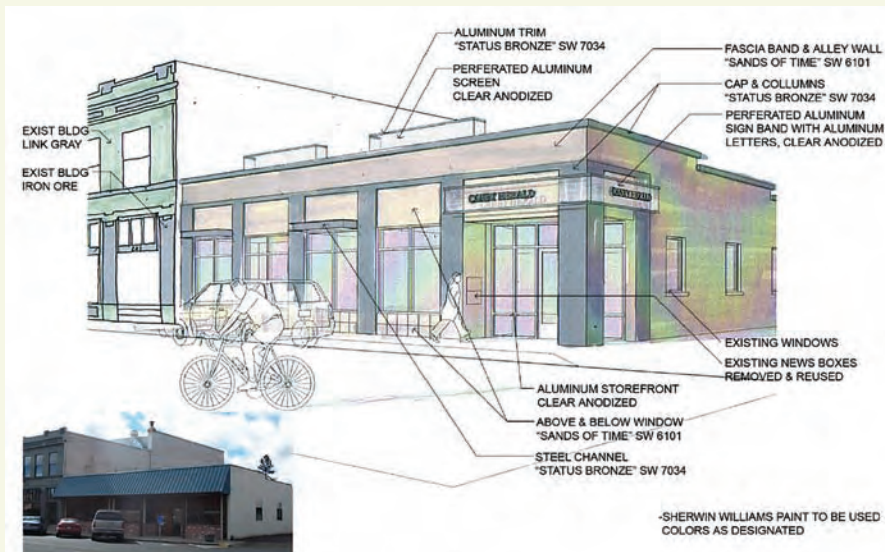 ALUMINUM TRIM
"STATUS BRONZE" SW 7034
PERFERATED ALUMINUM
SCREEN
CLEAR ANODIZED
FASCIA BAND & ALLEY WALL
"SANDS OF TIME" SW 6101
CAP & COLLUMNS
"STATUS BRONZE" SW 7034
PERFERATED ALUMINUM
SIGN BAND WITH ALUMINUM
LETTERS, CLEAR ANODIZED
EXIST BLDG
LINK GRAY
EXIST BLDG
IRON ORE
CANBY HERALD
EXISTING WINDOWS
EXISTING NEWS BOXES
REMOVED & REUSED
ALUMINUM STOREFRONT
CLEAR ANODIZED
ABOVE & BELOW WINDOW
"SANDS OF TIME" SW 6101
STEEL CHANNEL
"STATUS BRONZE" SW 7034
-SHERWIN WILLIAMS PAINT TO BE USED
COLORS AS DESIGNATED